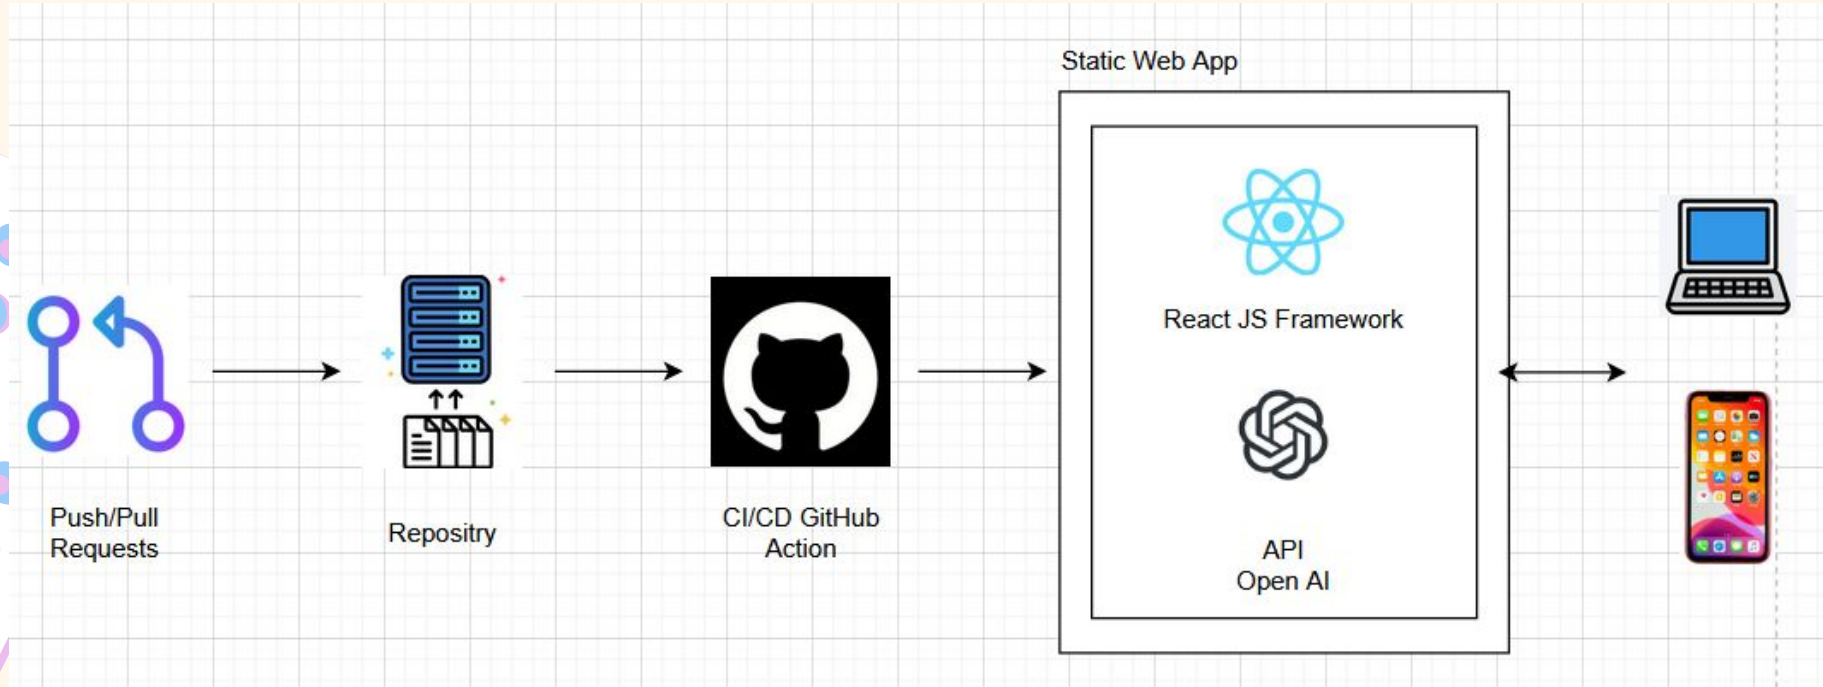 Static Web App
React JS Framework
Push/Pull
Requests
Repositry
CI/CD GitHub
Action
API
Open AI